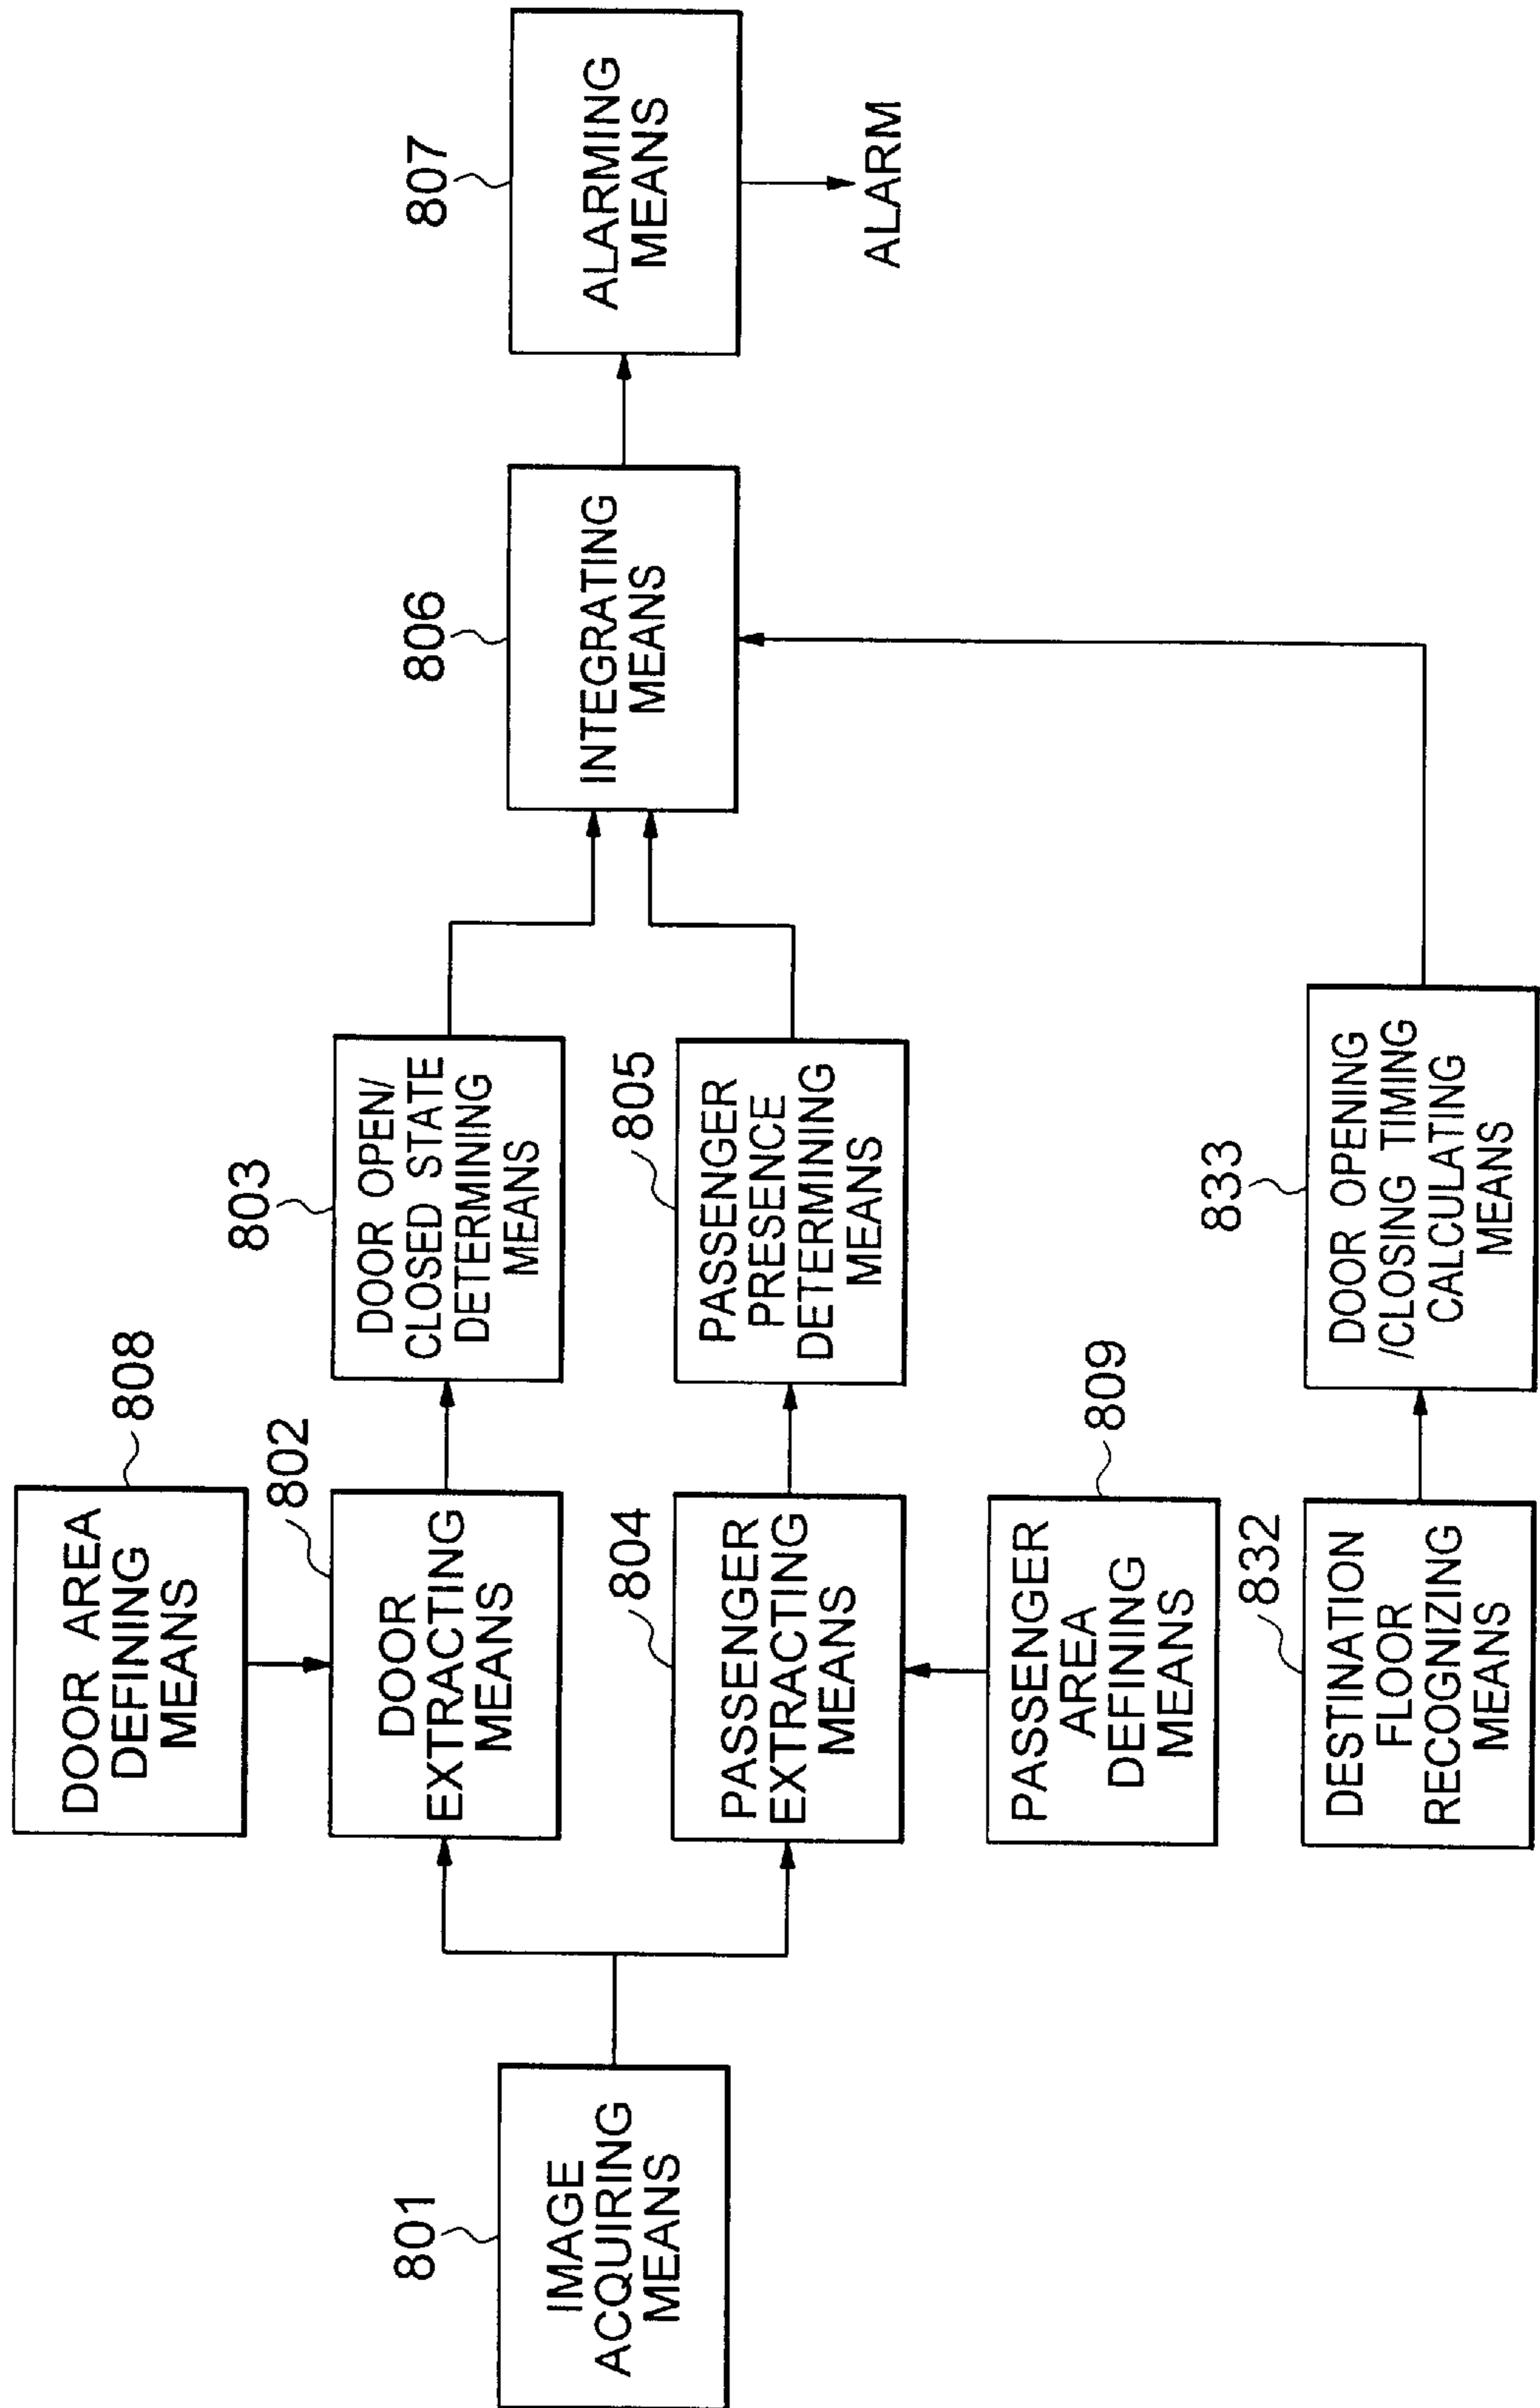 808
DOOR AREA
DEFINING
MEANS
803
DOOR OPEN/
CLOSED STATE
DETERMINING
MEANS
802
DOOR
EXTRACTING
MEANS
807
ALARMING
MEANS
ALARM
806
INTEGRATING
MEANS
801
IMAGE
ACQUIRING
MEANS
804
PASSENGER
EXTRACTING
MEANS
805
PASSENGER
PRESENCE
DETERMINING
MEANS
809
PASSENGER
AREA
DEFINING
MEANS
832
DESTINATION
FLOOR
RECOGNIZING
MEANS
833
DOOR OPENING
/CLOSING TIMING
CALCULATING
MEANS